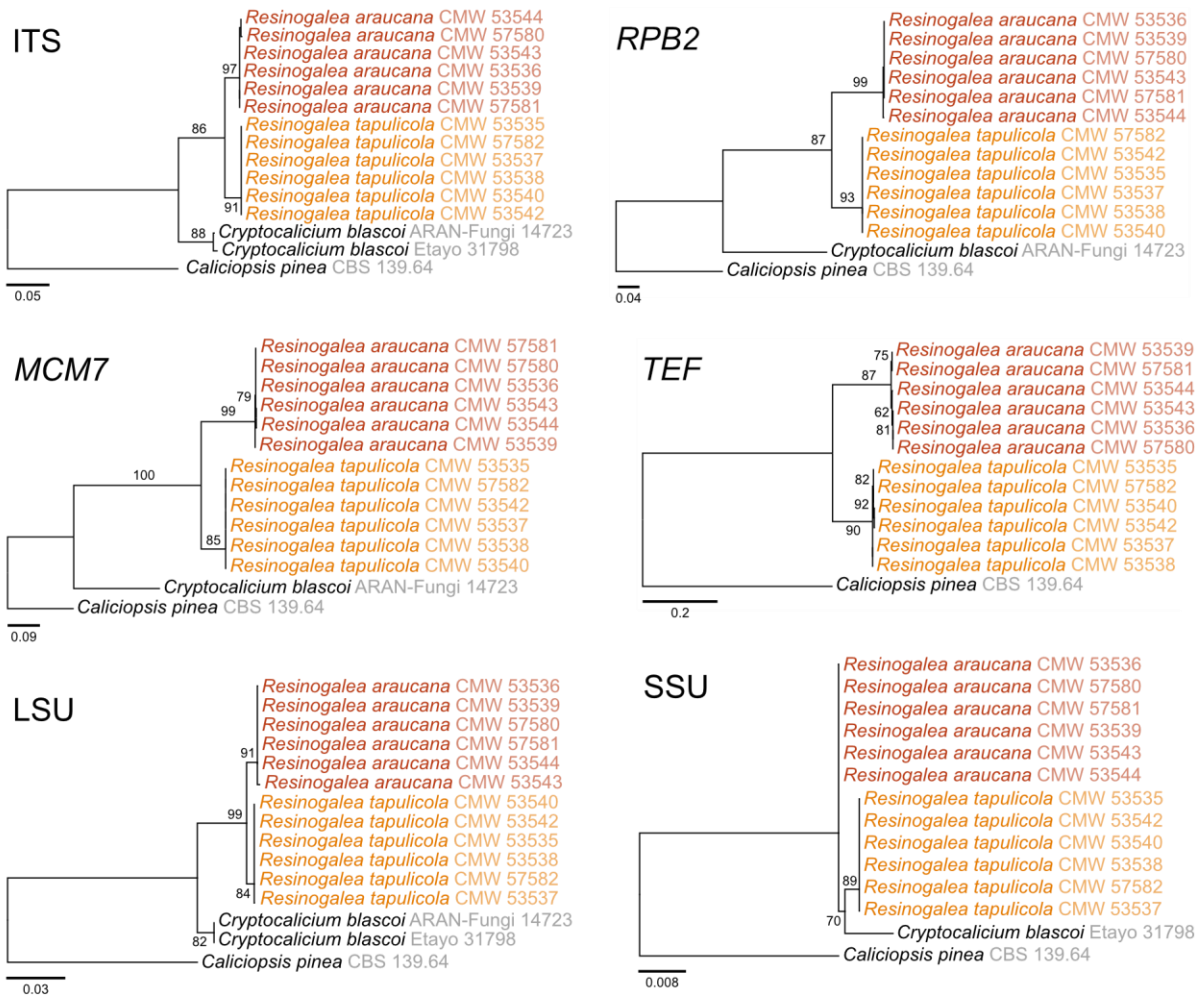 ITS
Resinogalea araucana CMW 53544
Resinogalea araucana CMW 57580
Resinogalea araucana CMW 53543
Resinogalea araucana CMW 53536
Resinogalea araucana CMW 53539
Resinogalea araucana CMW 57581
Resinogalea tapulicola CMW 53535
Resinogalea tapulicola CMW 57582
Resinogalea tapulicola CMW 53537
Resinogalea tapulicola CMW 53538
Resinogalea tapulicola CMW 53540
Resinogalea tapulicola CMW 53542
Cryptocalicium blascoi ARAN-Fungi 14723
Cryptocalicium blascoi Etayo 31798
Caliciopsis pinea CBS 139.64
97
86
91
88
0.05
RPB2
Resinogalea araucana CMW 53536
Resinogalea araucana CMW 53539
Resinogalea araucana CMW 57580
Resinogalea araucana CMW 53543
Resinogalea araucana CMW 57581
Resinogalea araucana CMW 53544
Resinogalea tapulicola CMW 57582
Resinogalea tapulicola CMW 53542
Resinogalea tapulicola CMW 53535
Resinogalea tapulicola CMW 53537
Resinogalea tapulicola CMW 53538
Resinogalea tapulicola CMW 53540
Cryptocalicium blascoi ARAN-Fungi 14723
Caliciopsis pinea CBS 139.64
99
87
93
0.04
MCM7
Resinogalea araucana CMW 57581
Resinogalea araucana CMW 57580
Resinogalea araucana CMW 53536
Resinogalea araucana CMW 53543
Resinogalea araucana CMW 53544
Resinogalea araucana CMW 53539
Resinogalea tapulicola CMW 53535
Resinogalea tapulicola CMW 57582
Resinogalea tapulicola CMW 53542
Resinogalea tapulicola CMW 53537
Resinogalea tapulicola CMW 53538
Resinogalea tapulicola CMW 53540
Cryptocalicium blascoi ARAN-Fungi 14723
Caliciopsis pinea CBS 139.64
79
99
100
85
0.09
TEF
Resinogalea araucana CMW 53539
Resinogalea araucana CMW 57581
Resinogalea araucana CMW 53544
Resinogalea araucana CMW 53543
Resinogalea araucana CMW 53536
Resinogalea araucana CMW 57580
Resinogalea tapulicola CMW 53535
Resinogalea tapulicola CMW 57582
Resinogalea tapulicola CMW 53540
Resinogalea tapulicola CMW 53542
Resinogalea tapulicola CMW 53537
Resinogalea tapulicola CMW 53538
Caliciopsis pinea CBS 139.64
75
87
62
81
82
92
90
0.2
LSU
Resinogalea araucana CMW 53536
Resinogalea araucana CMW 53539
Resinogalea araucana CMW 57580
Resinogalea araucana CMW 57581
Resinogalea araucana CMW 53544
Resinogalea araucana CMW 53543
Resinogalea tapulicola CMW 53540
Resinogalea tapulicola CMW 53542
Resinogalea tapulicola CMW 53535
Resinogalea tapulicola CMW 53538
Resinogalea tapulicola CMW 57582
Resinogalea tapulicola CMW 53537
Cryptocalicium blascoi ARAN-Fungi 14723
Cryptocalicium blascoi Etayo 31798
Caliciopsis pinea CBS 139.64
91
99
84
82
0.03
SSU
Resinogalea araucana CMW 53536
Resinogalea araucana CMW 57580
Resinogalea araucana CMW 57581
Resinogalea araucana CMW 53539
Resinogalea araucana CMW 53543
Resinogalea araucana CMW 53544
Resinogalea tapulicola CMW 53535
Resinogalea tapulicola CMW 53542
Resinogalea tapulicola CMW 53540
Resinogalea tapulicola CMW 53538
Resinogalea tapulicola CMW 57582
Resinogalea tapulicola CMW 53537
Cryptocalicium blascoi Etayo 31798
Caliciopsis pinea CBS 139.64
89
70
0.008